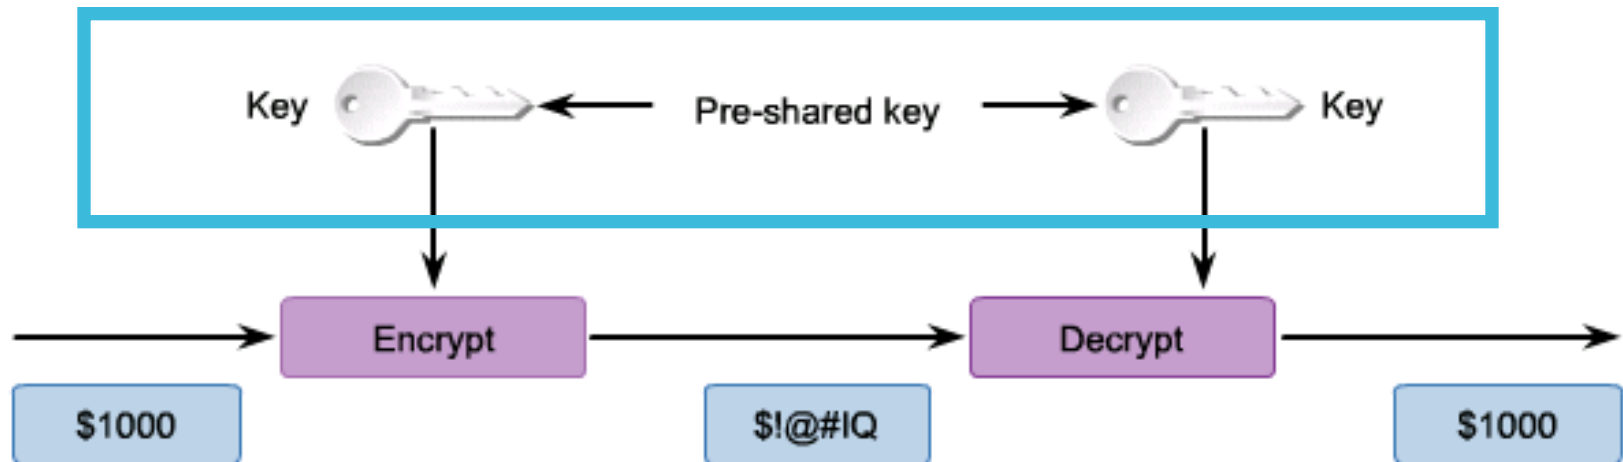 Key
Pre-shared key
Key
Encrypt
Decrypt
$1000
$!@#IQ
$1000